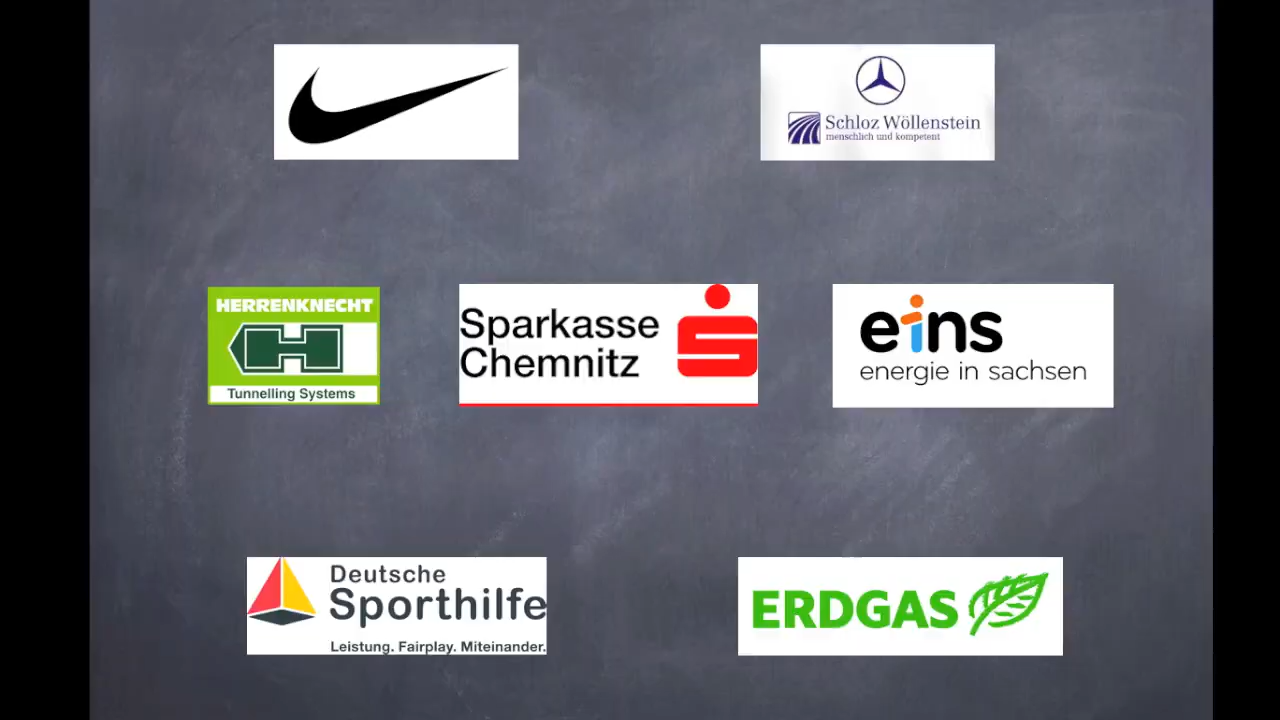 Schloz Wöllenstein
menschlich und kompetent
HERRENKNECHT
Tunnelling Systems
Sparkasse
Chemnitz
eins
energie in sachsen
Deutsche
Sporthilfe
Leistung. Fairplay. Miteinander.
ERDGAS